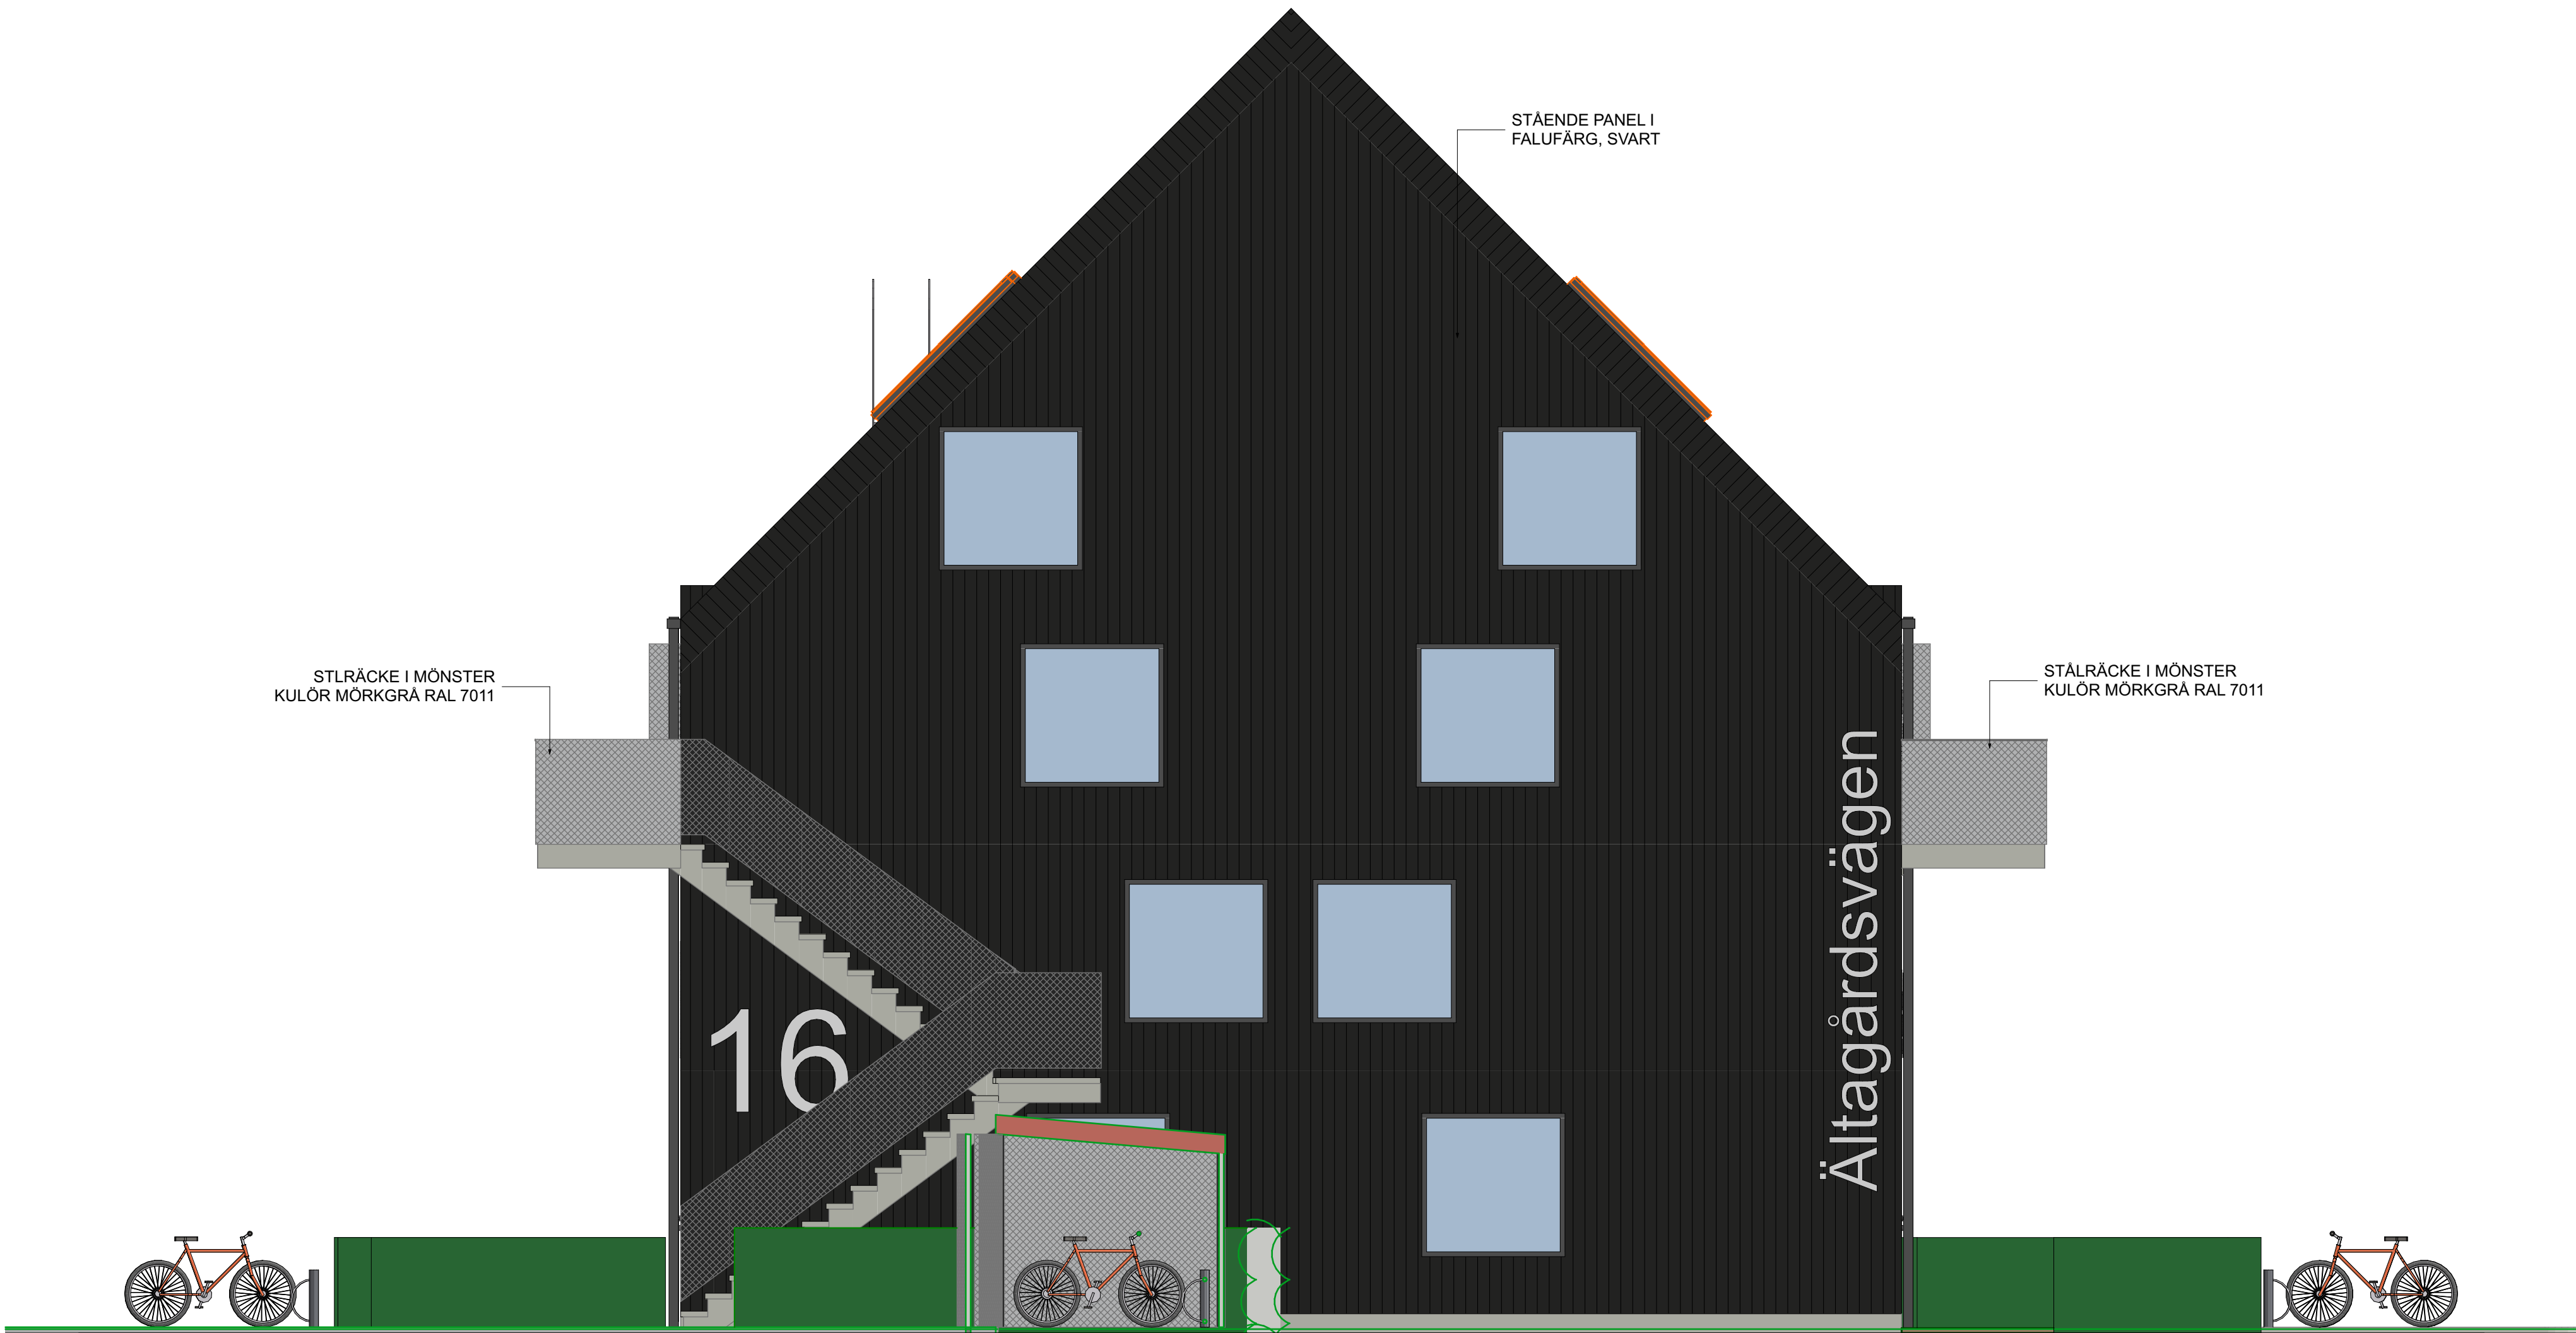 STÅENDE PANEL I
FALUFÄRG, SVART
STLRÄCKE I MÖNSTER
KULÖR MÖRKGRÅ RAL 7011
STÅLRÄCKE I MÖNSTER
KULÖR MÖRKGRÅ RAL 7011
16
Ältagårdsvägen